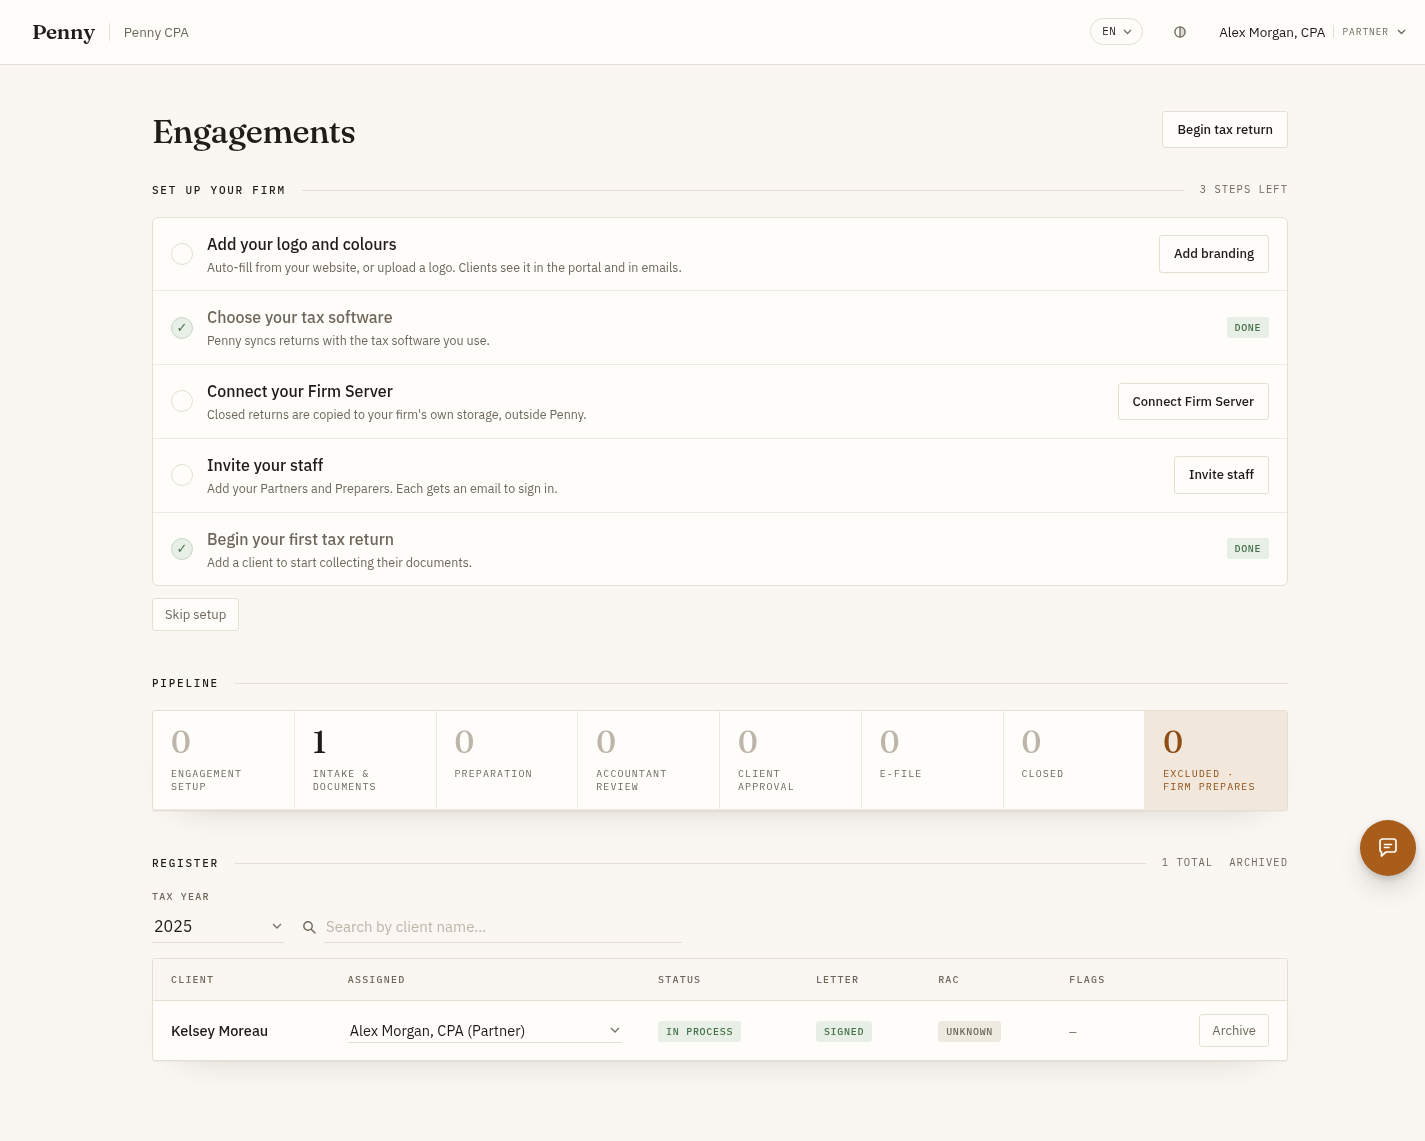 Penny
Penny CPA
EN
Alex Morgan, CPA
PARTNER
Engagements
Begin tax return
SET UP YOUR FIRM
3 STEPS LEFT
Add your logo and colours
Auto-fill from your website, or upload a logo. Clients see it in the portal and in emails.
Add branding
Choose your tax software
Penny syncs returns with the tax software you use.
DONE
Connect your Firm Server
Closed returns are copied to your firm's own storage, outside Penny.
Connect Firm Server
Invite your staff
Add your Partners and Preparers. Each gets an email to sign in.
Invite staff
Begin your first tax return
Add a client to start collecting their documents.
DONE
Skip setup
PIPELINE
0
ENGAGEMENT
SETUP
1
INTAKE &
DOCUMENTS
0
PREPARATION
0
ACCOUNTANT
REVIEW
0
CLIENT
APPROVAL
0
E-FILE
0
CLOSED
0
EXCLUDED ·
FIRM PREPARES
REGISTER
1 TOTAL
ARCHIVED
TAX YEAR
2025
Search by client name...
CLIENT
ASSIGNED
STATUS
LETTER
RAC
FLAGS
Kelsey Moreau
Alex Morgan, CPA (Partner)
IN PROCESS
SIGNED
UNKNOWN
—
Archive